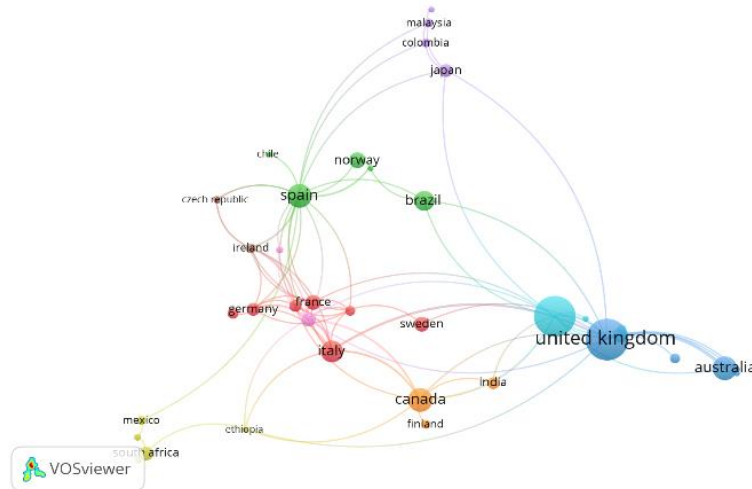 malaysia
colombia
japan
chile
norway
spain
czech republic
brazil
ireland
germany
france
sweden
italy
united kingdom
australia
india
canada
finland
mexico
ethiopia
south africa
VOSviewer